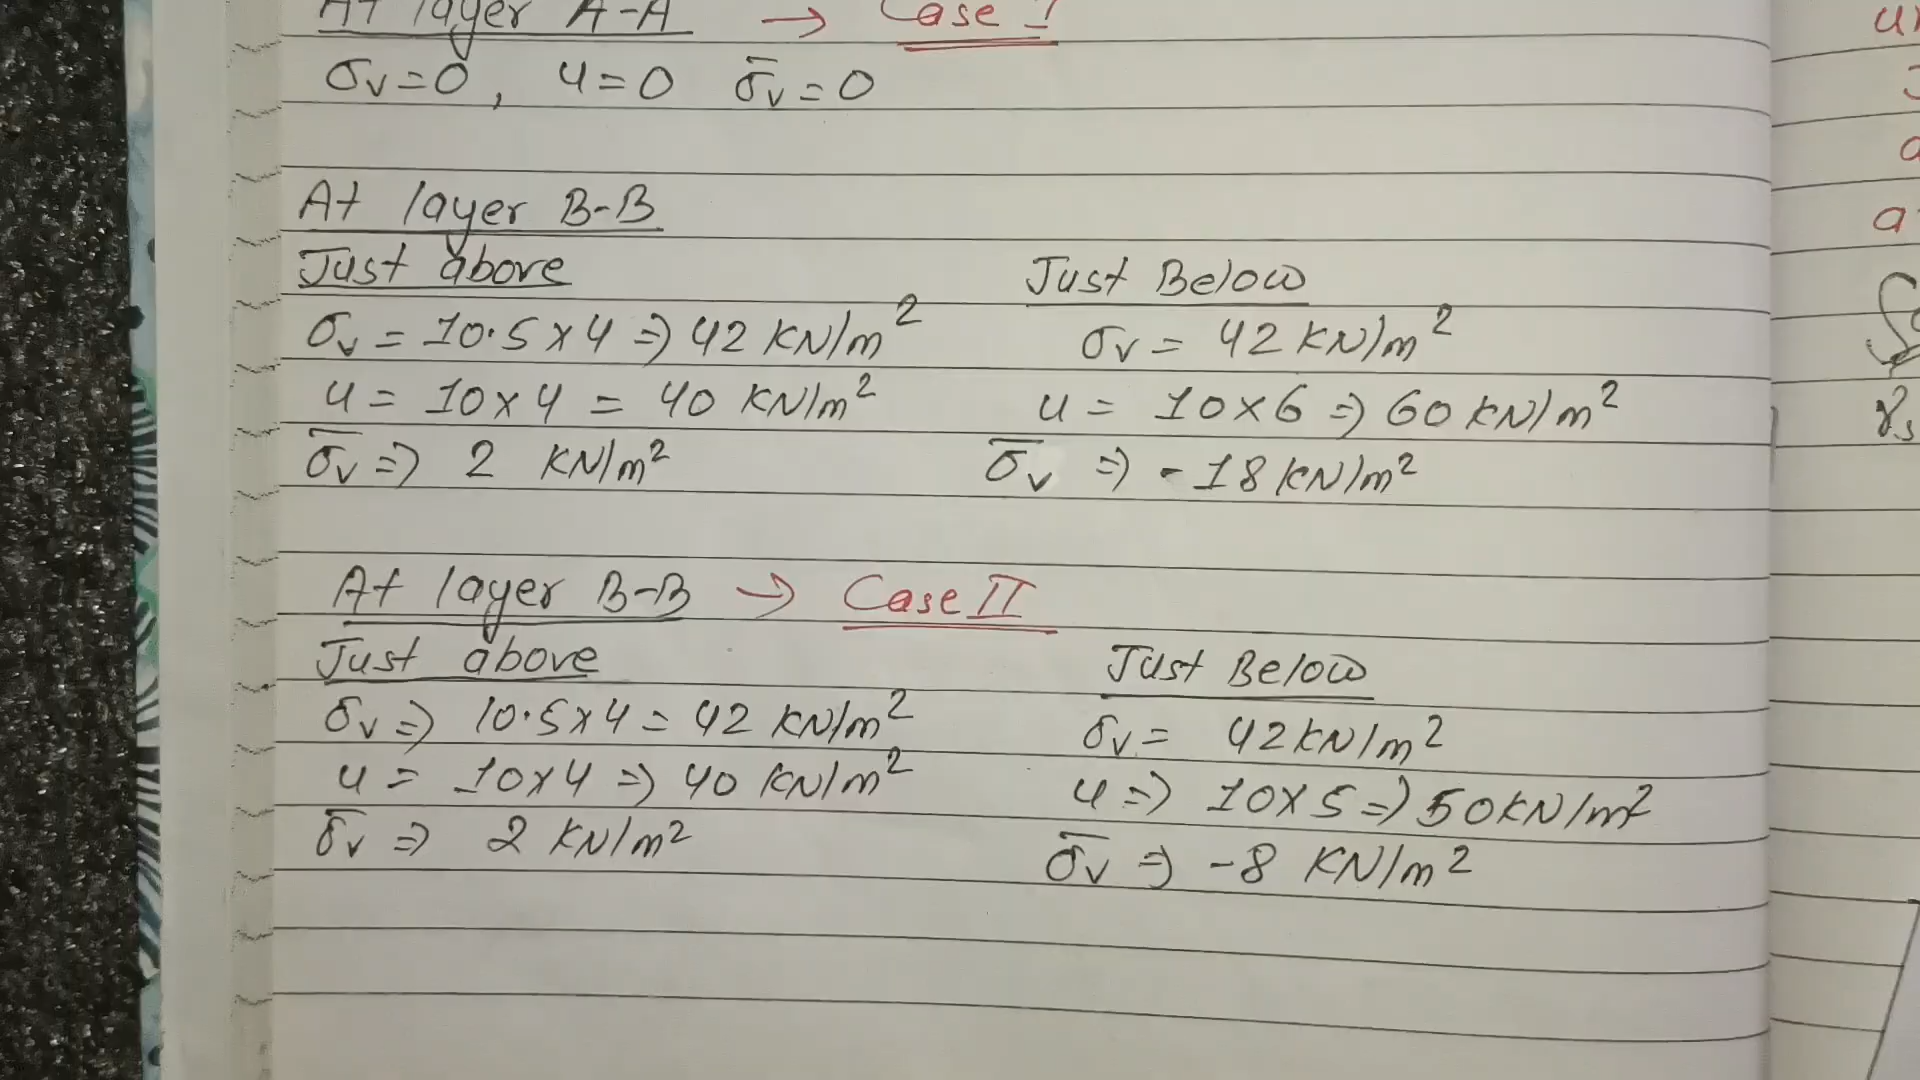 At layer A-A → Case I
σv = 0, u = 0 σ̄v = 0
At layer B-B
Just above
σv = 10.5 x 4 => 42 KN/m²
u = 10 x 4 = 40 KN/m²
σ̄v => 2 KN/m²
Just Below
σv = 42 KN/m²
u = 10 x 6 => 60 KN/m²
σ̄v => - 18 KN/m²
At layer B-B → Case II
Just above
σv => 10.5 x 4 = 42 KN/m²
u = 10 x 4 => 40 KN/m²
σ̄v => 2 KN/m²
Just Below
σv = 42 KN/m²
u => 10 x 5 => 50 KN/m²
σ̄v => -8 KN/m²